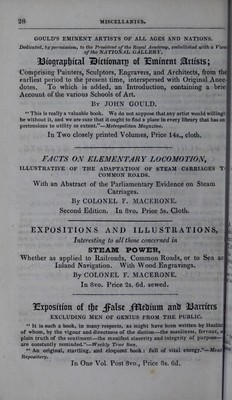 28 MISCELLANIES.
GOULD'S EMINENT ARTISTS OF ALL AGES AND NATIONS.
Dedicated, by permission, to the President of the Royal Academy, embellished with a View
of the NATIONAL GALLERY.
Biographical Dictionary of Eminent Artists;
Comprising Painters, Sculptors, Engravers, and Architects, from the
earliest period to the present time, interspersed with Original Anec-
dotes. To which is added, an Introduction, containing a brie
Account of the various Schools of Art.
By JOHN GOULD.
"This is really a valuable book. We do not suppose that any artist would willingl
be without it, and we are sure that it ought to find a place in every library that has an
pretensions to utility or extent."—Metropolitan Magazine.
In Two closely printed Volumes, Price 14s., cloth.
FACTS ON ELEMENTARY LOCOMOTION,
ILLUSTRATIVE OF THE ADAPTATION OF STEAM CARRIAGES T
COMMON ROADS.
With an Abstract of the Parliamentary Evidence on Steam
Carriages.
By COLONEL F. MACERONE.
Second Edition. In 8vo. Price 5s. Cloth.
EXPOSITIONS AND ILLUSTRATIONS,
Interesting to all those concerned in
STEAM POWER,
Whether as applied to Railroads, Common Roads, or to Sea an
Inland Navigation. With Wood Engravings.
By COLONEL F. MACERONE.
In 8vo. Price 2s. 6d. sewed.
Exposition of the False Medium and Barriers
EXCLUDING MEN OF GENIUS FROM THE PUBLIC.
"It is such a book, in many respects, as might have been written by Hazlitt
of whom, by the vigour and directness of the diction—the manliness, fervour, a
plain truth of the sentiment—the manifest sincerity and integrity of purpose—
are constantly reminded."—Weekly True Sun.
"An original, startling, and eloquent book: full of vital energy."—Mon
Repository.
In One Vol. Post 8vo., Price 8s. 6d.